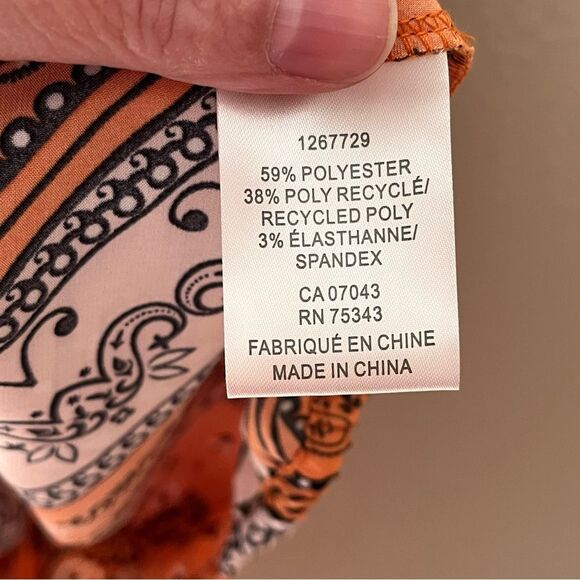 1267729
59% POLYESTER
38% POLY RECYCLÉ/
RECYCLED POLY
3% ÉLASTHANNE/
SPANDEX
CA 07043
RN 75343
FABRIQUÉ EN CHINE
MADE IN CHINA